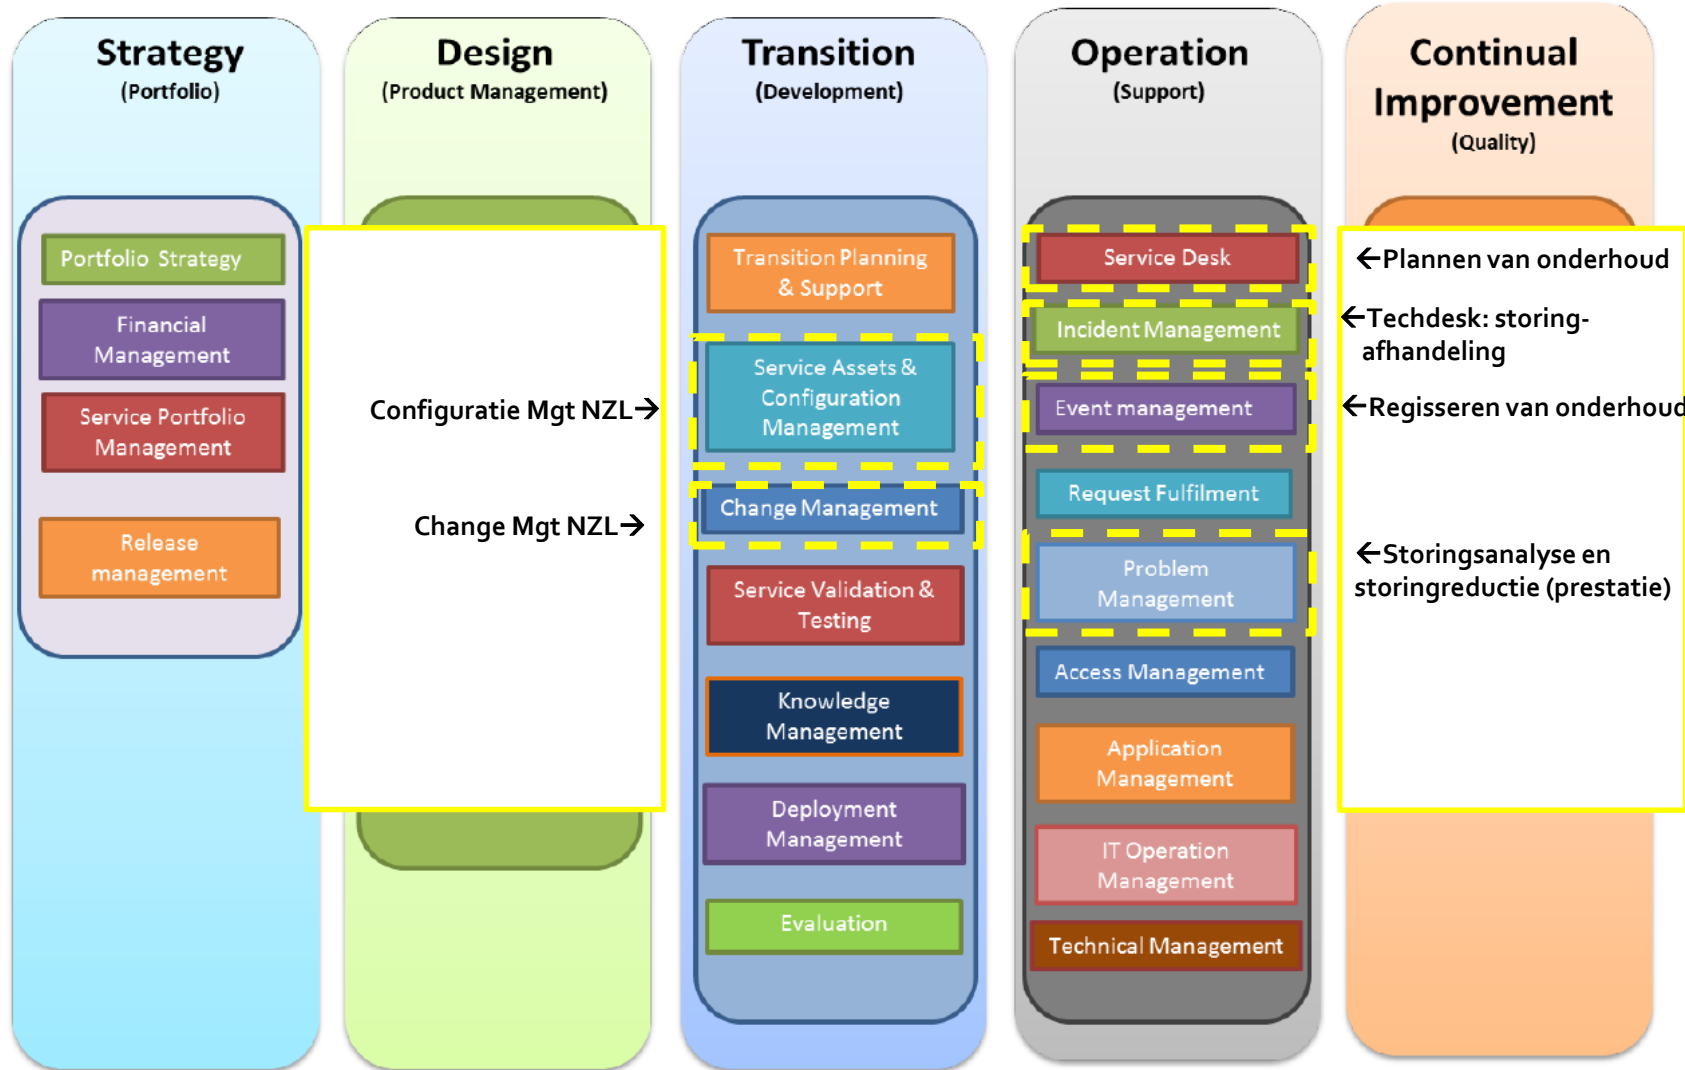 Strategy
(Portfolio)
Portfolio Strategy
Financial
Management
Service Portfolio
Management
Release
management
Design
(Product Management)
Configuratie Mgt NZL→
Change Mgt NZL→
Transition
(Development)
Transition Planning
& Support
Service Assets &
Configuration
Management
Change Management
Service Validation &
Testing
Knowledge
Management
Deployment
Management
Evaluation
Operation
(Support)
Service Desk
Incident Management
Event management
Request Fulfilment
Problem
Management
Access Management
Application
Management
IT Operation
Management
Technical Management
Continual
Improvement
(Quality)
←Plannen van onderhoud
←Techdesk: storing-
afhandeling
←Regisseren van onderhoud
←Storingsanalyse en
storingreductie (prestatie)